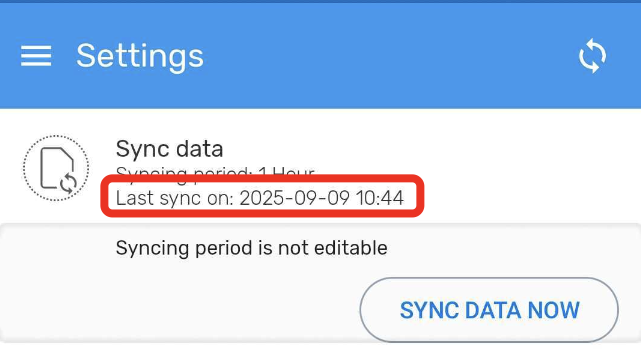 Settings
Sync data
Syncing period: 1 Hour
Last sync on: 2025-09-09 10:44
Syncing period is not editable
SYNC DATA NOW